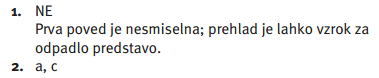 1. NE
Prva poved je nesmiselna; prehlad je lahko vzrok za
odpadlo predstavo.
2. a, c